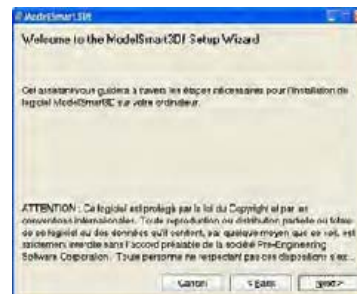 ModelSmart 3Df
Welcome to the ModelSmart3Df Setup Wizard
Cet assistant vous guidera à travers les étapes nécessaires pour l'installation de
logiciel ModelSmart3D sur votre ordinateur.
ATTENTION : Ce logiciel est protégé par la loi du Copyright et par les
conventions internationales. Toute reproduction ou distribution partielle ou totale
de ce logiciel ou des données qu'il contient, par quelque moyen que ce soit, est
strictement interdite sans l'accord préalable de la société Pre-Engineering
Software Corporation. Toute personne ne respectant pas ces dispositions s'ex...
Cancel < Back Next >